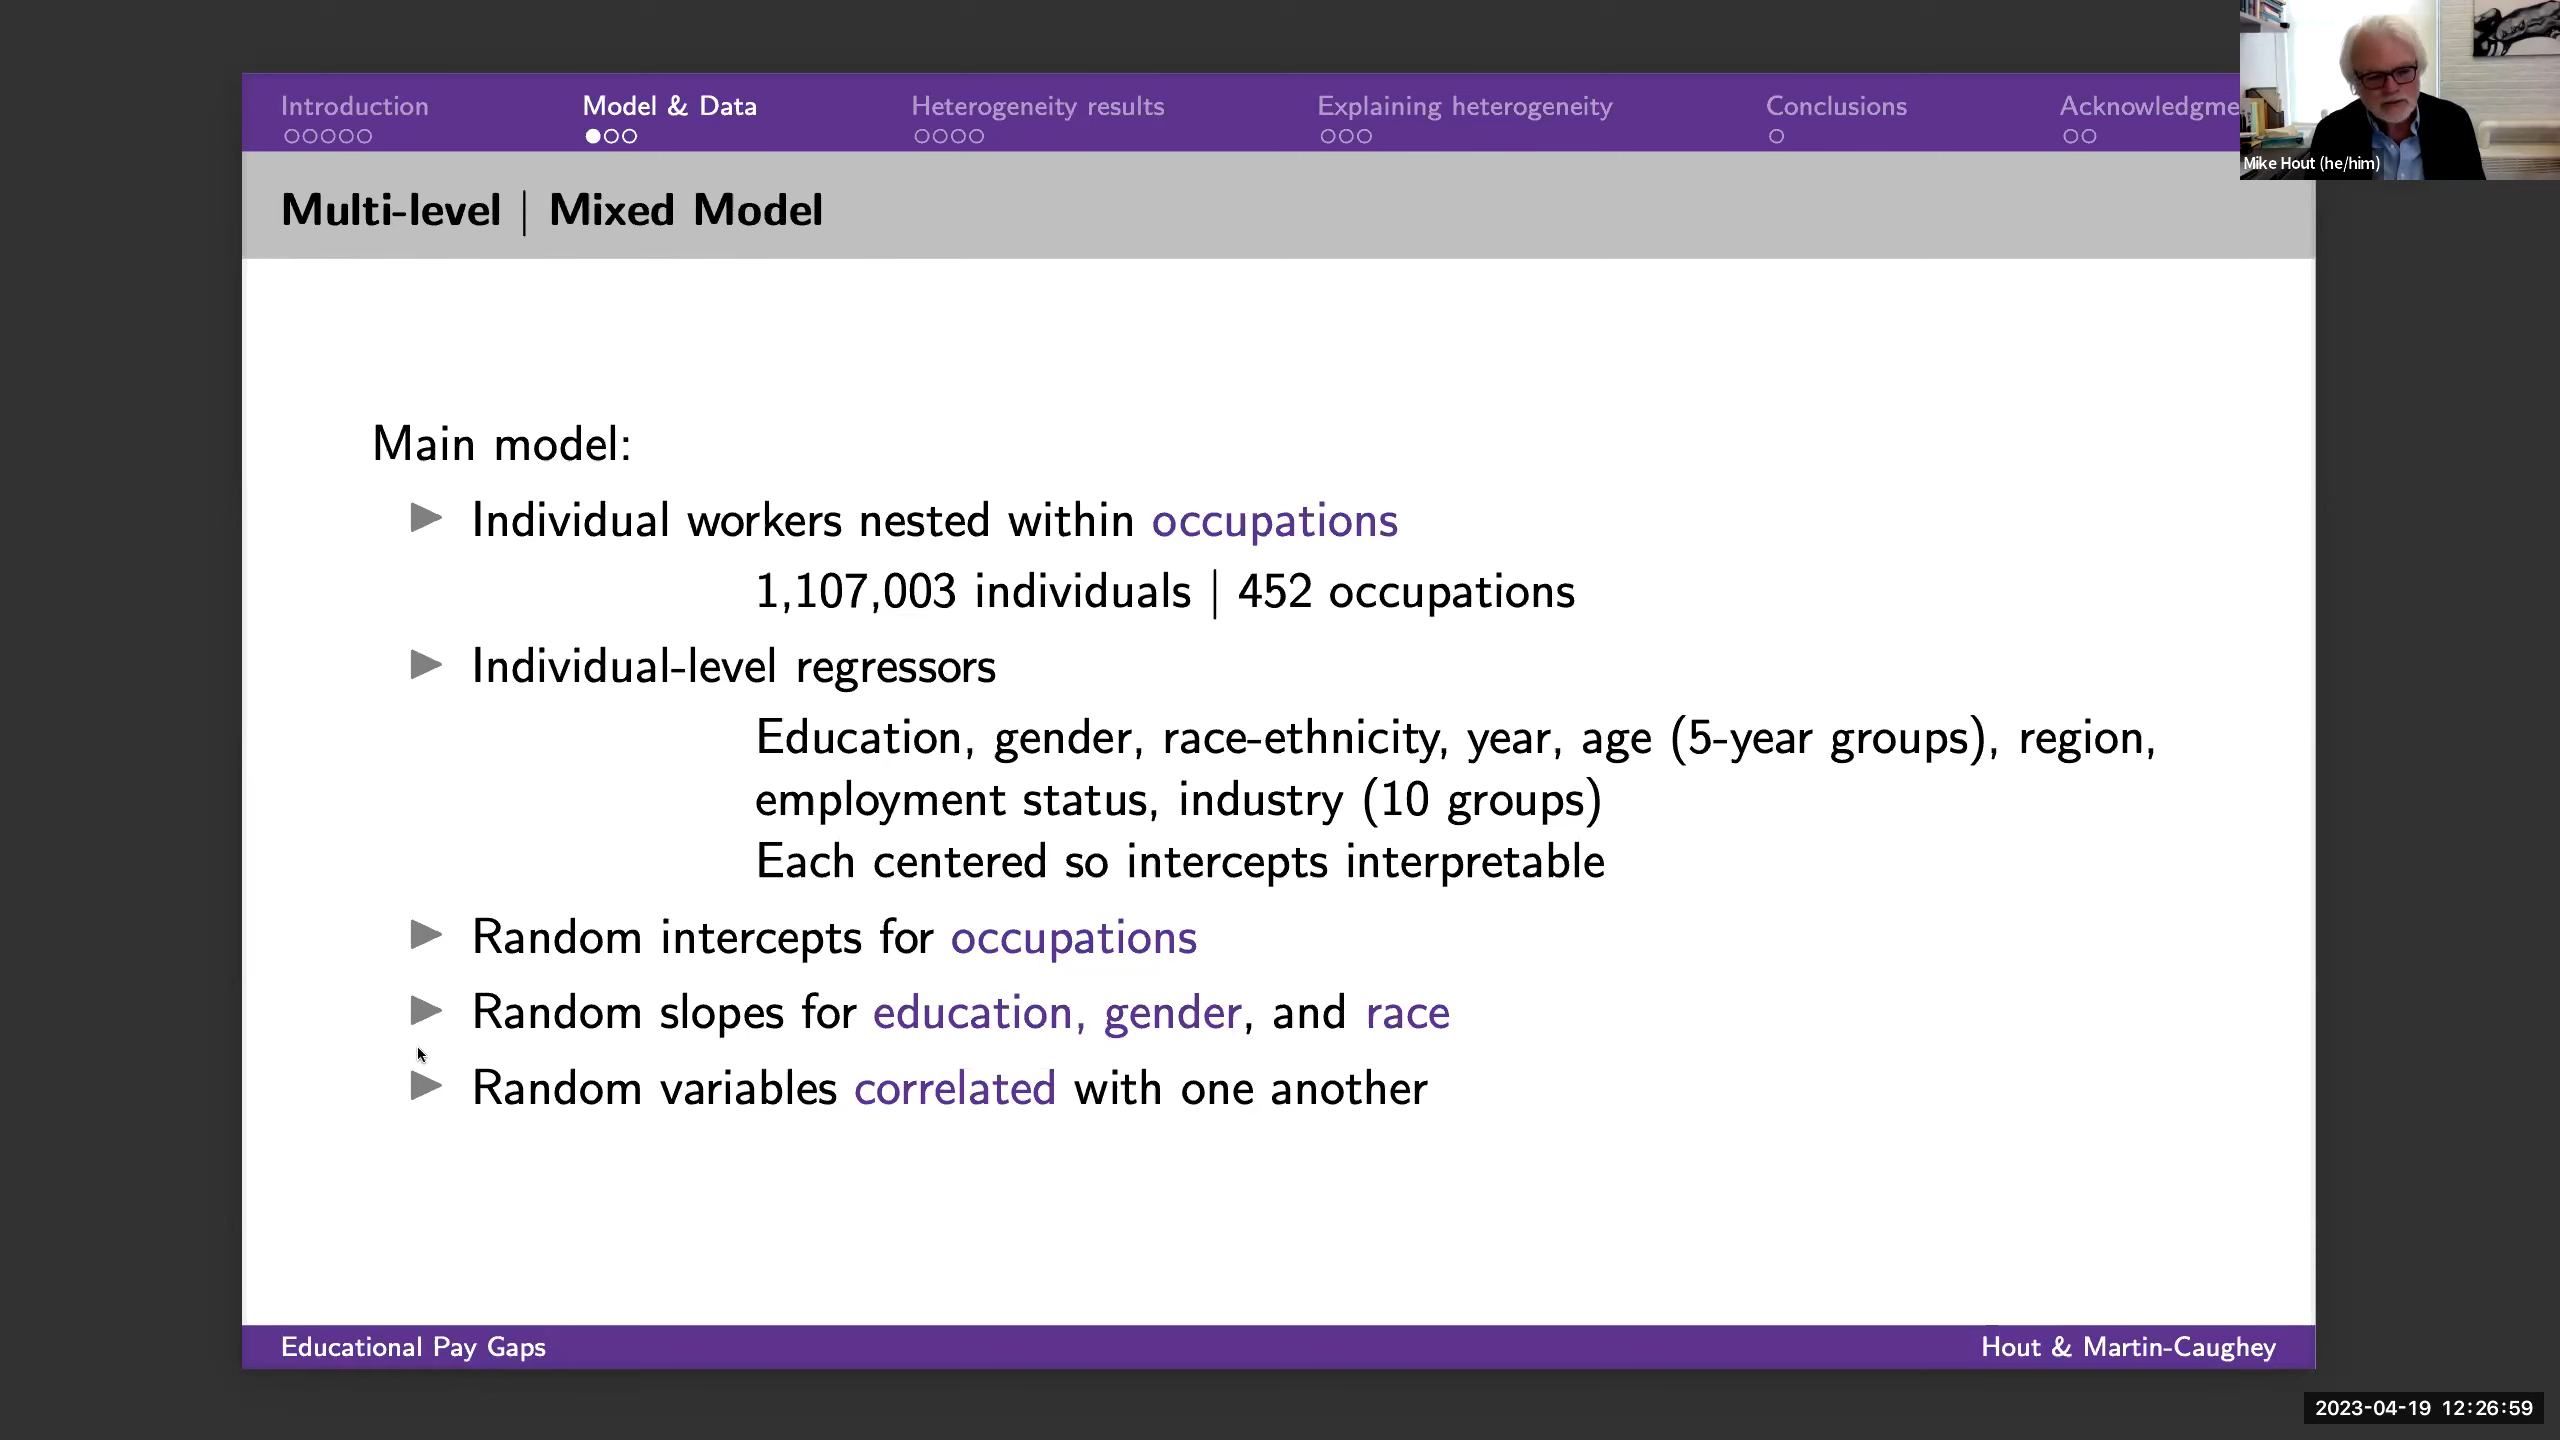 Introduction
Model & Data
Heterogeneity results
Explaining heterogeneity
Conclusions
Acknowledgme
Mike Hout (he/him)
Multi-level | Mixed Model
Main model:
Individual workers nested within occupations
1,107,003 individuals | 452 occupations
Individual-level regressors
Education, gender, race-ethnicity, year, age (5-year groups), region,
employment status, industry (10 groups)
Each centered so intercepts interpretable
Random intercepts for occupations
Random slopes for education, gender, and race
Random variables correlated with one another
Educational Pay Gaps
Hout & Martin-Caughey
2023-04-19 12:26:59